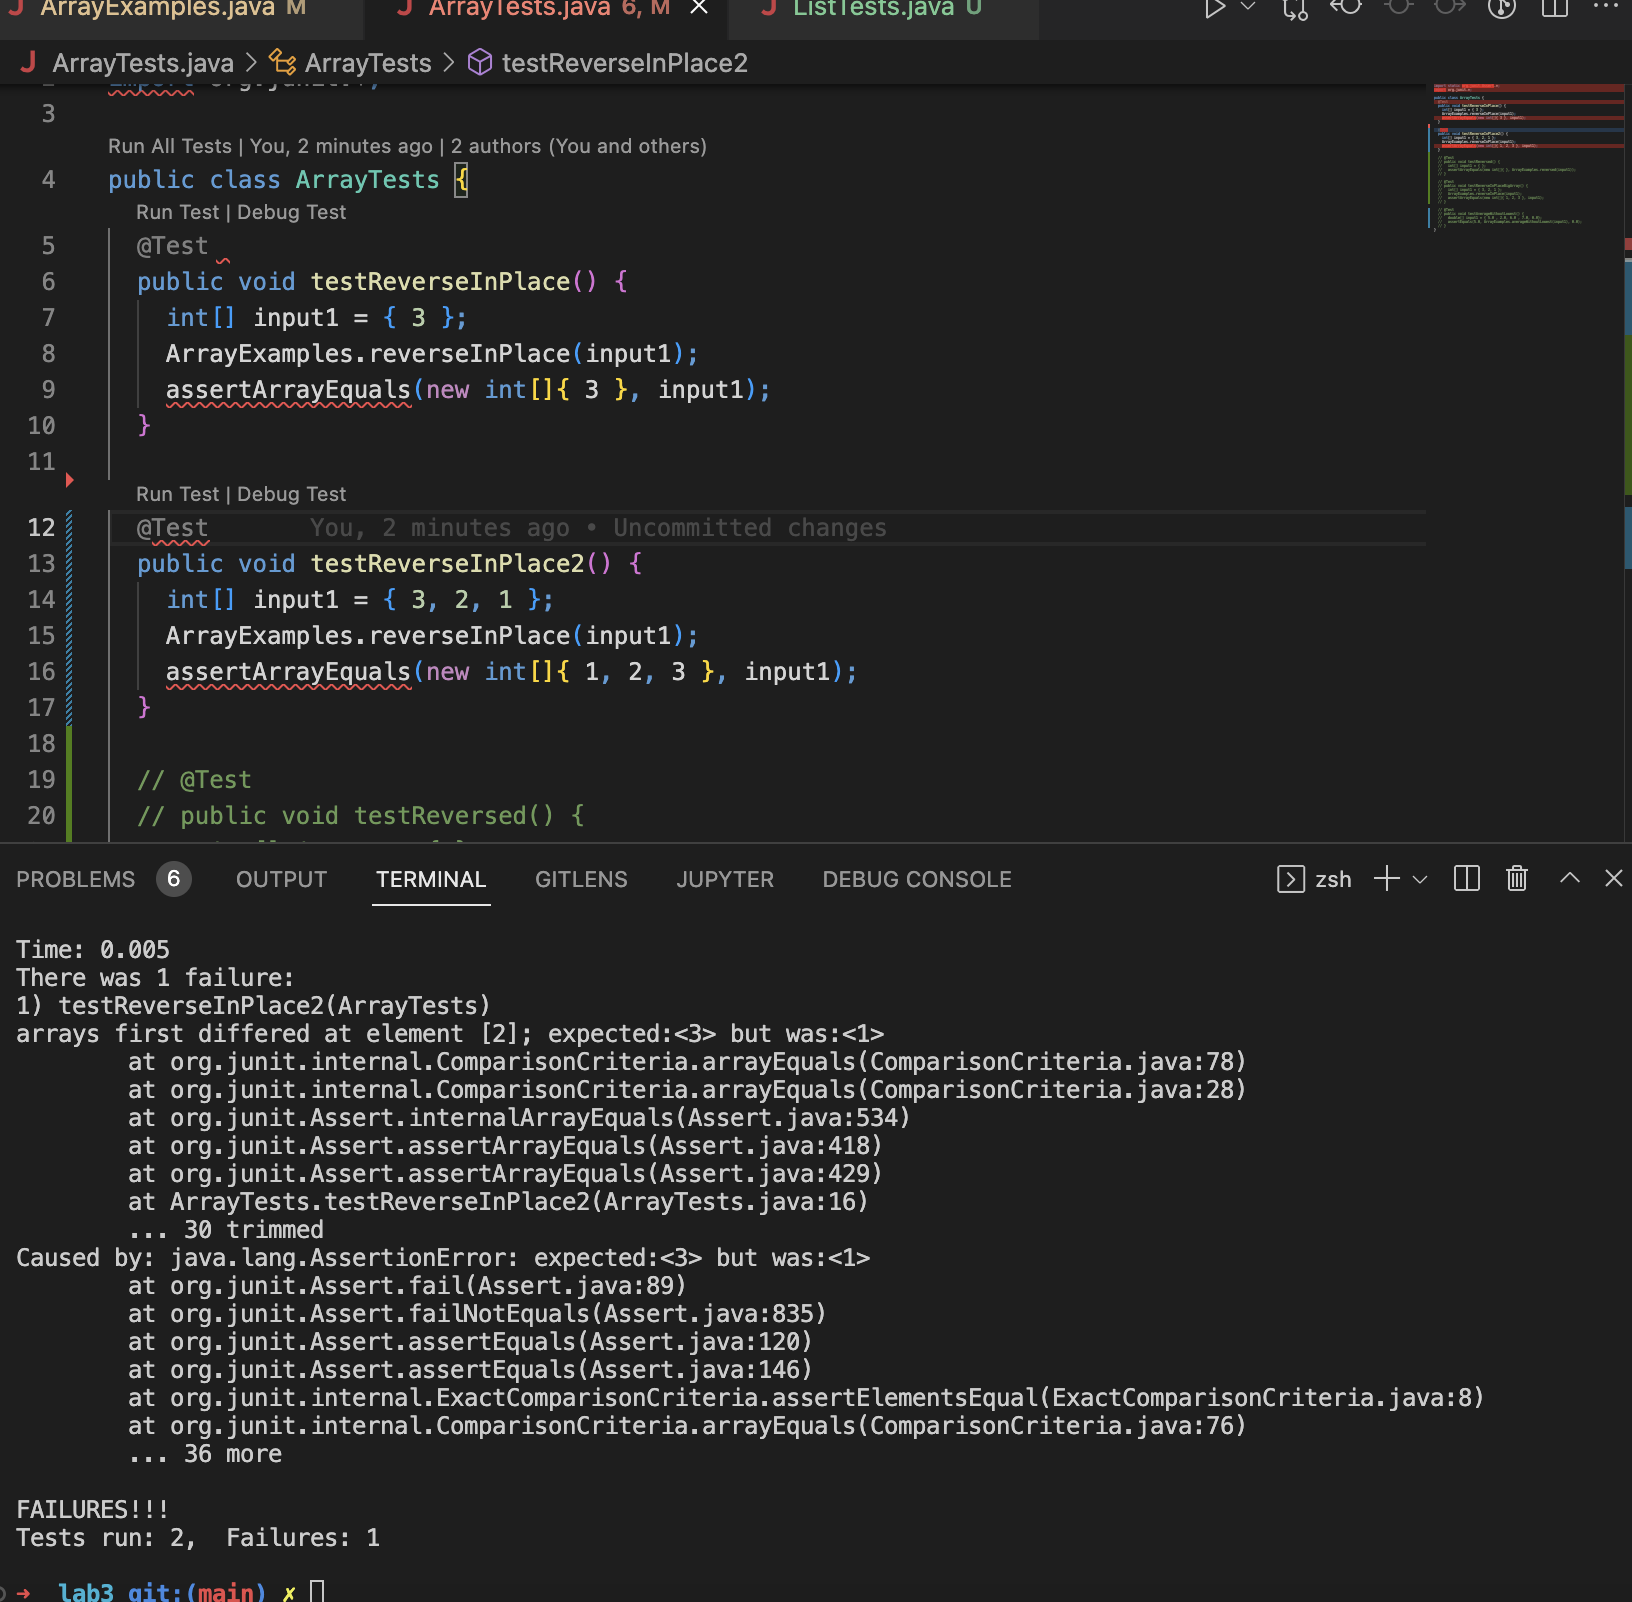 ArrayExamples.java M
ArrayTests.java 6, M
ListTests.java U
ArrayTests.java > ArrayTests > testReverseInPlace2
3
Run All Tests | You, 2 minutes ago | 2 authors (You and others)
4 public class ArrayTests {
Run Test | Debug Test
5 @Test
6 public void testReverseInPlace() {
7 int[] input1 = { 3 };
8 ArrayExamples.reverseInPlace(input1);
9 assertArrayEquals(new int[]{ 3 }, input1);
10 }
11
Run Test | Debug Test
12 @Test You, 2 minutes ago • Uncommitted changes
13 public void testReverseInPlace2() {
14 int[] input1 = { 3, 2, 1 };
15 ArrayExamples.reverseInPlace(input1);
16 assertArrayEquals(new int[]{ 1, 2, 3 }, input1);
17 }
18
19 // @Test
20 // public void testReversed() {
PROBLEMS 6 OUTPUT TERMINAL GITLENS JUPYTER DEBUG CONSOLE zsh
Time: 0.005
There was 1 failure:
1) testReverseInPlace2(ArrayTests)
arrays first differed at element [2]; expected:<3> but was:<1>
at org.junit.internal.ComparisonCriteria.arrayEquals(ComparisonCriteria.java:78)
at org.junit.internal.ComparisonCriteria.arrayEquals(ComparisonCriteria.java:28)
at org.junit.Assert.internalArrayEquals(Assert.java:534)
at org.junit.Assert.assertArrayEquals(Assert.java:418)
at org.junit.Assert.assertArrayEquals(Assert.java:429)
at ArrayTests.testReverseInPlace2(ArrayTests.java:16)
... 30 trimmed
Caused by: java.lang.AssertionError: expected:<3> but was:<1>
at org.junit.Assert.fail(Assert.java:89)
at org.junit.Assert.failNotEquals(Assert.java:835)
at org.junit.Assert.assertEquals(Assert.java:120)
at org.junit.Assert.assertEquals(Assert.java:146)
at org.junit.internal.ExactComparisonCriteria.assertElementsEqual(ExactComparisonCriteria.java:8)
at org.junit.internal.ComparisonCriteria.arrayEquals(ComparisonCriteria.java:76)
... 36 more
FAILURES!!!
Tests run: 2,  Failures: 1
➜ lab3 git:(main) ✗